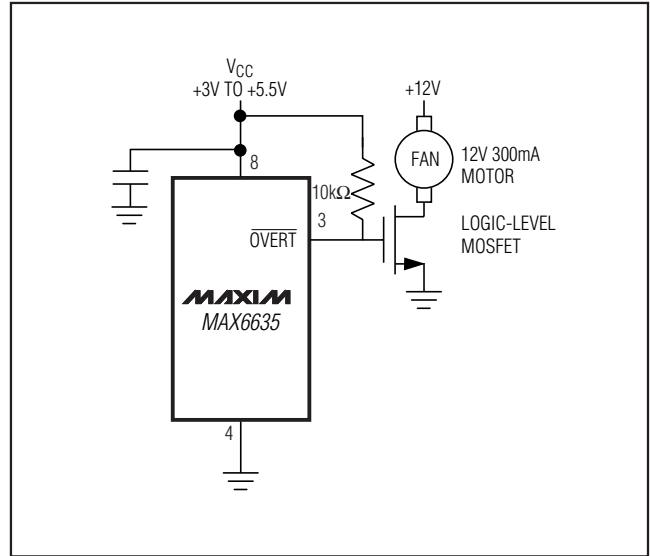 VCC
+3V TO +5.5V
+12V
8
FAN
12V 300mA
MOTOR
10kΩ
3
OVERT
LOGIC-LEVEL
MOSFET
MAXIM
MAX6635
4